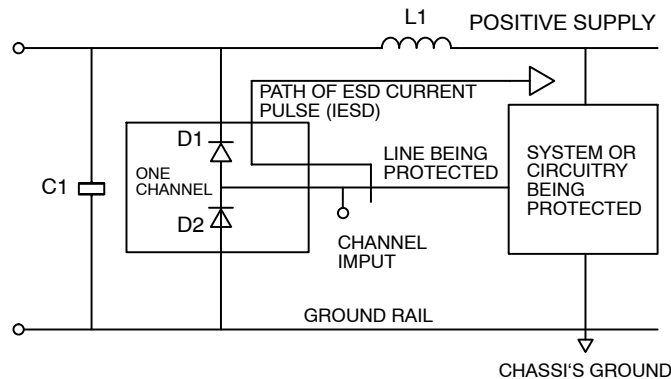 L1
POSITIVE SUPPLY
PATH OF ESD CURRENT
PULSE (IESD)
D1
ONE
CHANNEL
D2
C1
LINE BEING
PROTECTED
SYSTEM OR
CIRCUITRY
BEING
PROTECTED
CHANNEL
IMPUT
GROUND RAIL
CHASSI‘S GROUND